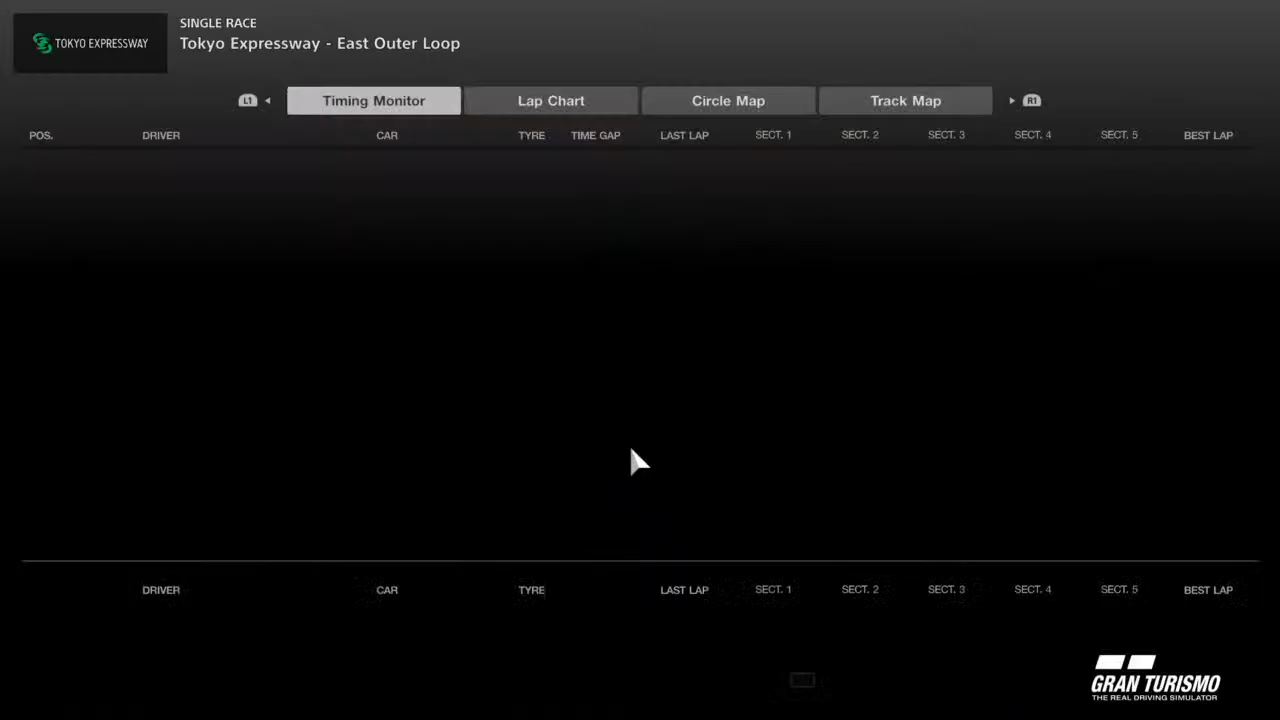 TOKYO EXPRESSWAY
SINGLE RACE
Tokyo Expressway - East Outer Loop
L1 Timing Monitor Lap Chart Circle Map Track Map R1
POS. DRIVER CAR TYRE TIME GAP LAST LAP SECT. 1 SECT. 2 SECT. 3 SECT. 4 SECT. 5 BEST LAP
DRIVER CAR TYRE LAST LAP SECT. 1 SECT. 2 SECT. 3 SECT. 4 SECT. 5 BEST LAP
GRAN TURISMO
THE REAL DRIVING SIMULATOR